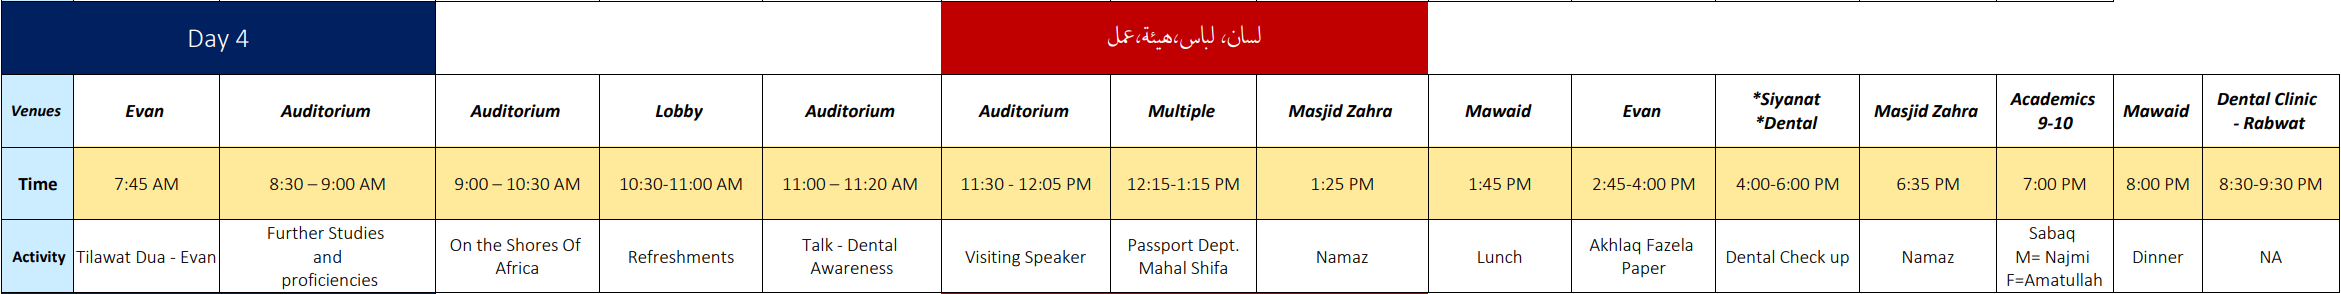 Day 4
لسان، لباس،هيئة،عمل
Venues
Evan
Auditorium
Auditorium
Lobby
Auditorium
Auditorium
Multiple
Masjid Zahra
Mawaid
Evan
*Siyanat
*Dental
Masjid Zahra
Academics
9-10
Mawaid
Dental Clinic
- Rabwat
Time
7:45 AM
8:30 – 9:00 AM
9:00 – 10:30 AM
10:30-11:00 AM
11:00 – 11:20 AM
11:30 - 12:05 PM
12:15-1:15 PM
1:25 PM
1:45 PM
2:45-4:00 PM
4:00-6:00 PM
6:35 PM
7:00 PM
8:00 PM
8:30-9:30 PM
Activity
Tilawat Dua - Evan
Further Studies
and
proficiencies
On the Shores Of
Africa
Refreshments
Talk - Dental
Awareness
Visiting Speaker
Passport Dept.
Mahal Shifa
Namaz
Lunch
Akhlaq Fazela
Paper
Dental Check up
Namaz
Sabaq
M= Najmi
F=Amatullah
Dinner
NA